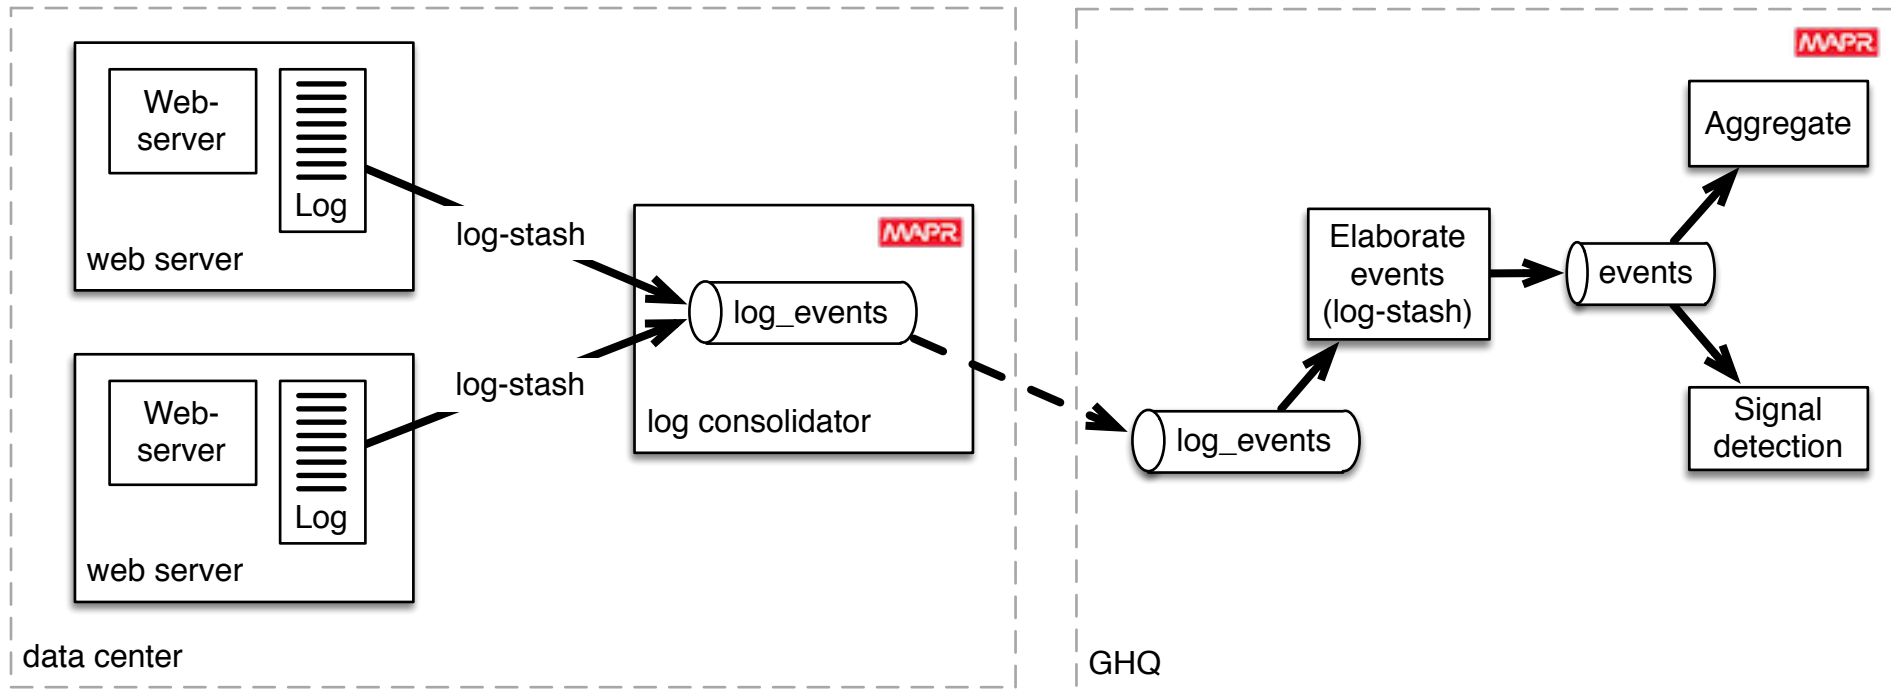 Web-
server
Log
web server
log-stash
Web-
server
Log
web server
log-stash
MAPR
log_events
log consolidator
data center
MAPR
log_events
Elaborate
events
(log-stash)
events
Aggregate
Signal
detection
GHQ